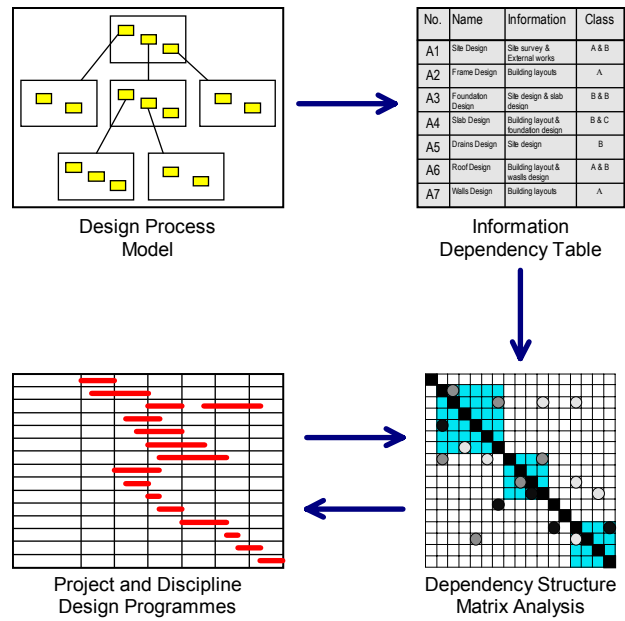 No. Name Information Class
A1 Site Design Site survey & External works A & B
A2 Frame Design Building layouts A
A3 Foundation Design Site design & slab design B & B
A4 Slab Design Building layout & foundation design B & C
A5 Drains Design Site design B
A6 Roof Design Building layout & waslls design A & B
A7 Walls Design Building layouts A
Design Process
Model
Information
Dependency Table
Project and Discipline
Design Programmes
Dependency Structure
Matrix Analysis